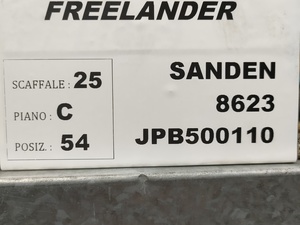 FREELANDER
SCAFFALE : 25
PIANO : C
POSIZ. : 54
SANDEN
8623
JPB500110